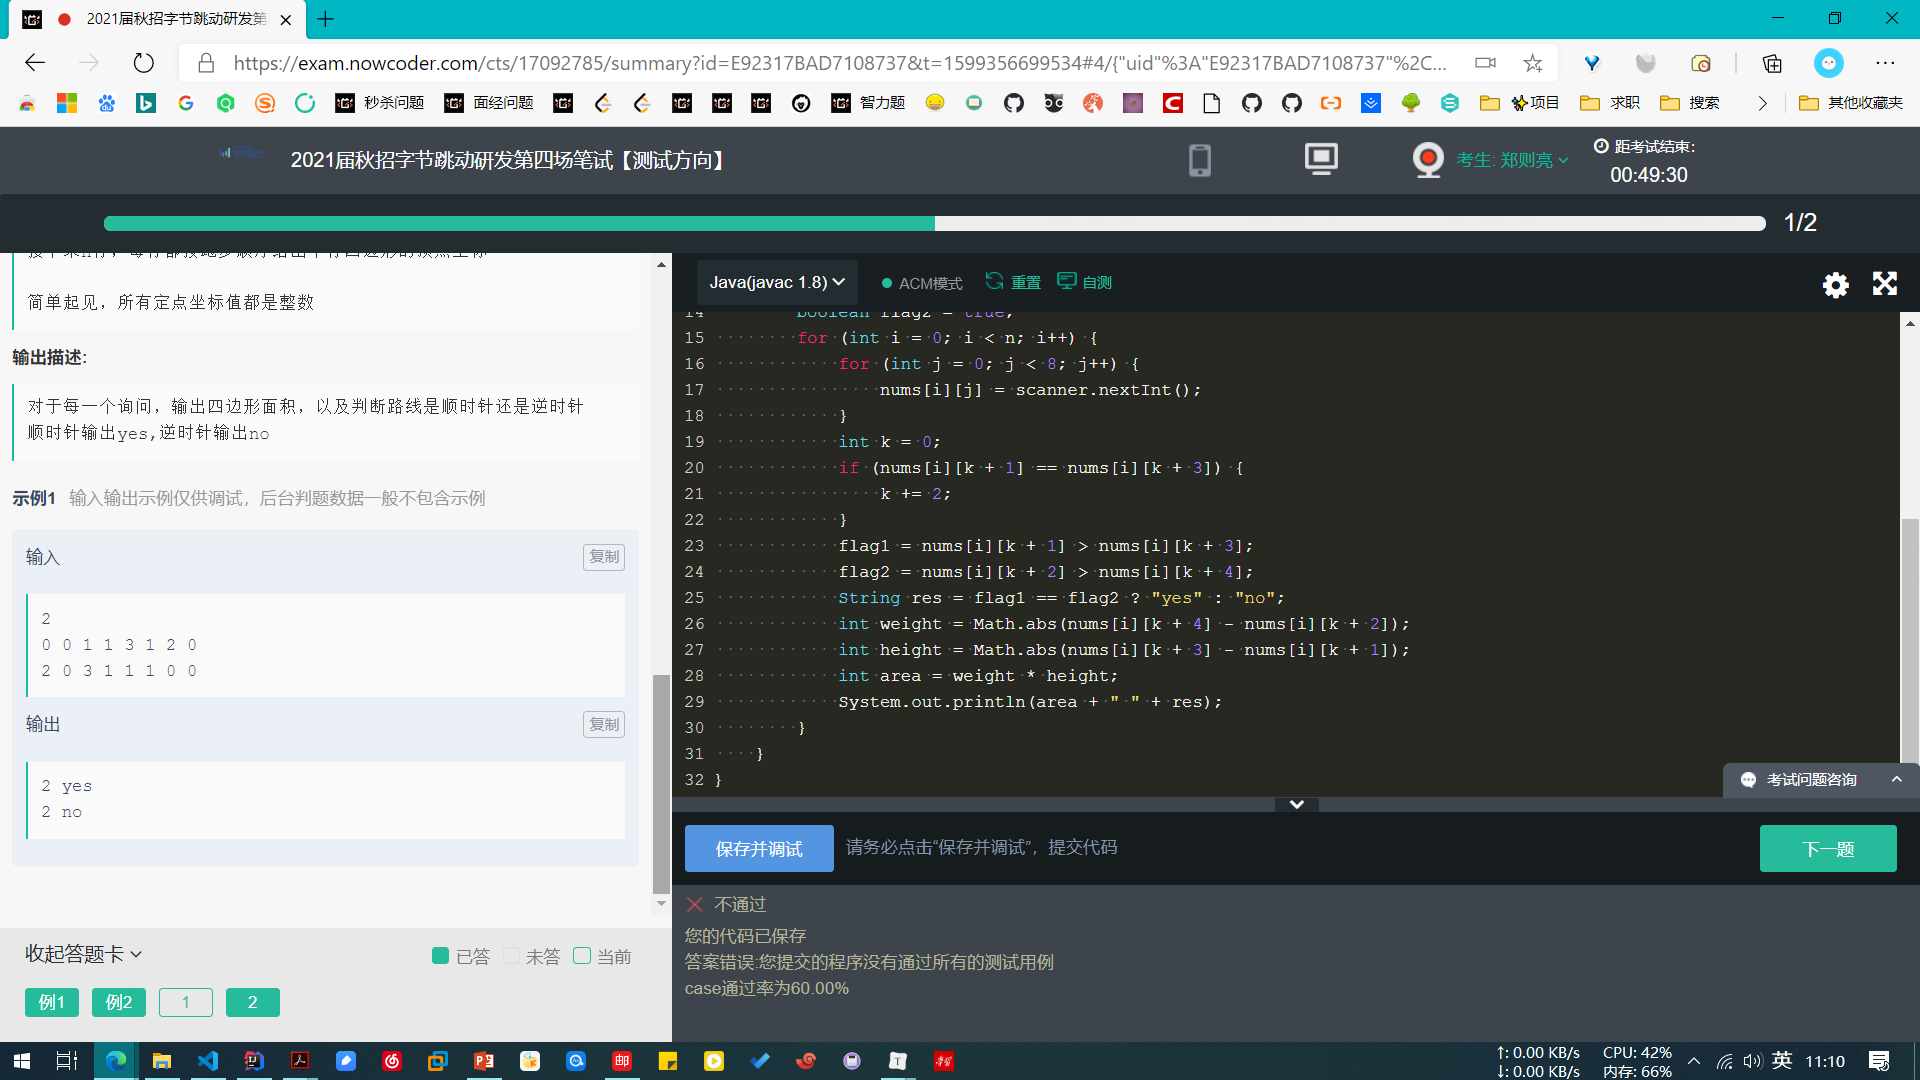 2021届秋招字节跳动研发第
https://exam.nowcoder.com/cts/17092785/summary?id=E92317BAD7108737&t=1599356699534#4/{"uid"%3A"E92317BAD7108737"%2C...
秒杀问题
面经问题
智力题
项目
求职
搜索
其他收藏夹
2021届秋招字节跳动研发第四场笔试【测试方向】
考生: 郑则亮
距考试结束:
00:49:30
1/2
简单起见，所有定点坐标值都是整数
输出描述:
对于每一个询问，输出四边形面积，以及判断路线是顺时针还是逆时针
顺时针输出yes,逆时针输出no
示例1 输入输出示例仅供调试，后台判题数据一般不包含示例
输入
复制
2
0 0 1 1 3 1 2 0
2 0 3 1 1 1 0 0
输出
复制
2 yes
2 no
收起答题卡
已答
未答
当前
例1
例2
1
2
Java(javac 1.8)
ACM模式
重置
自测
14 boolean flag2 = true;
15 for (int i = 0; i < n; i++) {
16 for (int j = 0; j < 8; j++) {
17 nums[i][j] = scanner.nextInt();
18 }
19 int k = 0;
20 if (nums[i][k + 1] == nums[i][k + 3]) {
21 k += 2;
22 }
23 flag1 = nums[i][k + 1] > nums[i][k + 3];
24 flag2 = nums[i][k + 2] > nums[i][k + 4];
25 String res = flag1 == flag2 ? "yes" : "no";
26 int weight = Math.abs(nums[i][k + 4] - nums[i][k + 2]);
27 int height = Math.abs(nums[i][k + 3] - nums[i][k + 1]);
28 int area = weight * height;
29 System.out.println(area + " " + res);
30 }
31 }
32 }
考试问题咨询
保存并调试
请务必点击“保存并调试”，提交代码
下一题
不通过
您的代码已保存
答案错误:您提交的程序没有通过所有的测试用例
case通过率为60.00%
↑: 0.00 KB/s
↓: 0.00 KB/s
CPU: 42%
内存: 66%
英
11:10